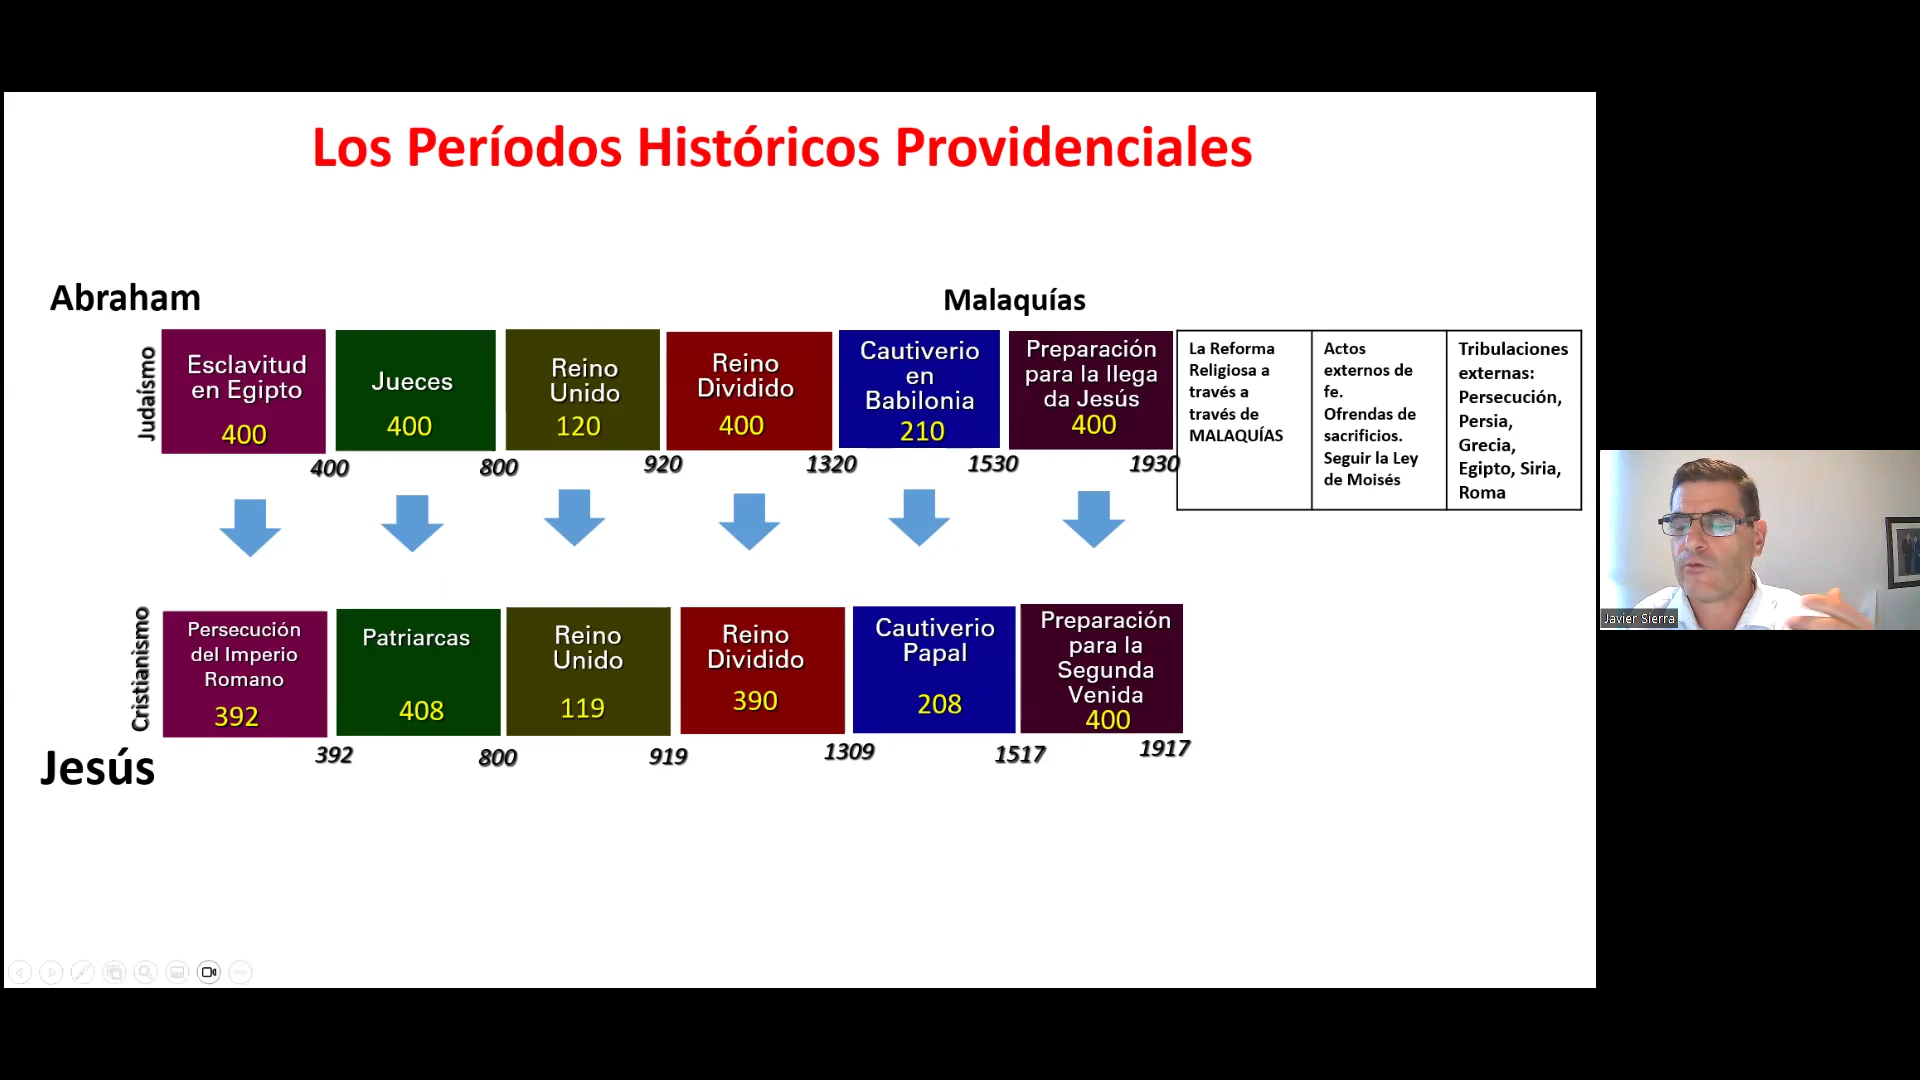 Los Períodos Históricos Providenciales
Abraham
Malaquías
Judaísmo
Esclavitud
en Egipto
400
Jueces
400
Reino
Unido
120
Reino
Dividido
400
Cautiverio
en
Babilonia
210
Preparación
para la llega
da Jesús
400
La Reforma
Religiosa a
través a
través de
MALAQUÍAS
Actos
externos de
fe.
Ofrendas de
sacrificios.
Seguir la Ley
de Moisés
Tribulaciones
externas:
Persecución,
Persia,
Grecia,
Egipto, Siria,
Roma
400
800
920
1320
1530
1930
Cristianismo
Persecución
del Imperio
Romano
392
Patriarcas
408
Reino
Unido
119
Reino
Dividido
390
Cautiverio
Papal
208
Preparación
para la
Segunda
Venida
400
392
800
919
1309
1517
1917
Jesús
Javier Sierra